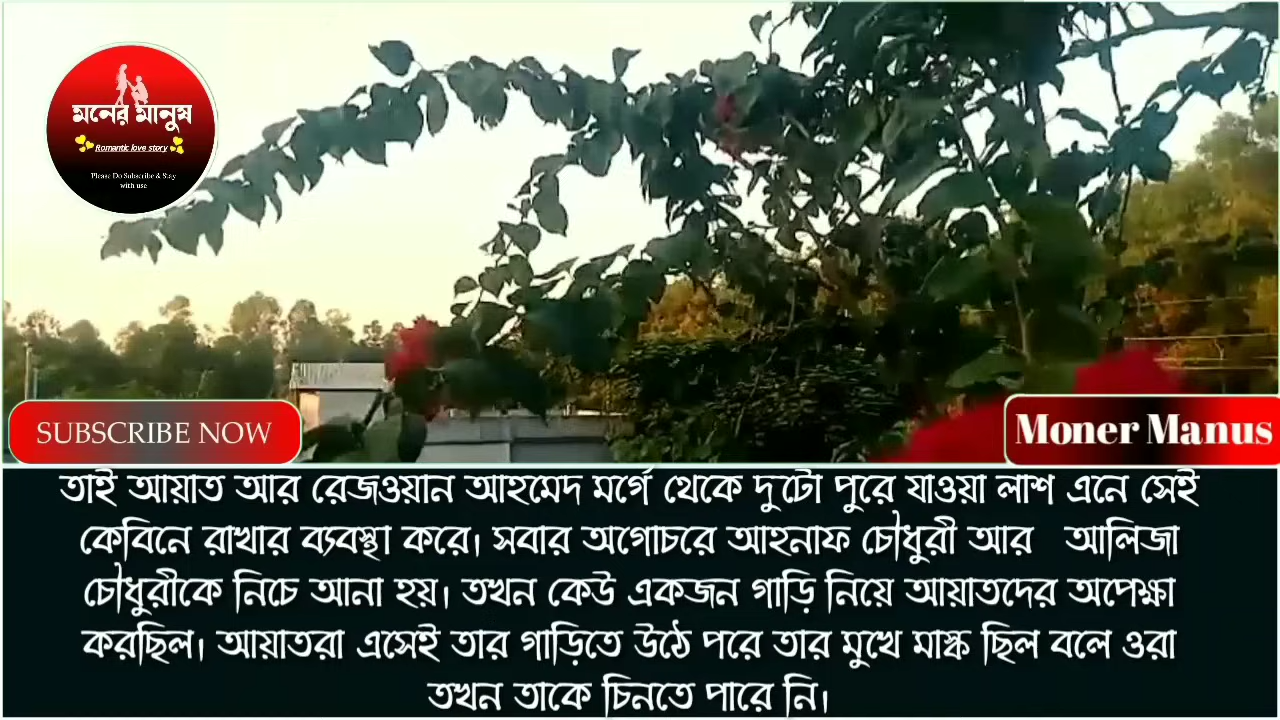 মনের মানুষ
Romantic love story
Please Do Subscribe & Stay
with use
SUBSCRIBE NOW
Moner Manus
তাই আয়াত আর রেজওয়ান আহমেদ মর্গে থেকে দুটো পুরে যাওয়া লাশ এনে সেই
কেবিনে রাখার ব্যবস্থা করে। সবার অগোচরে আহনাফ চৌধুরী আর আলিজা
চৌধুরীকে নিচে আনা হয়। তখন কেউ একজন গাড়ি নিয়ে আয়াতদের অপেক্ষা
করছিল। আয়াতরা এসেই তার গাড়িতে উঠে পরে তার মুখে মাস্ক ছিল বলে ওরা
তখন তাকে চিনতে পারে নি।